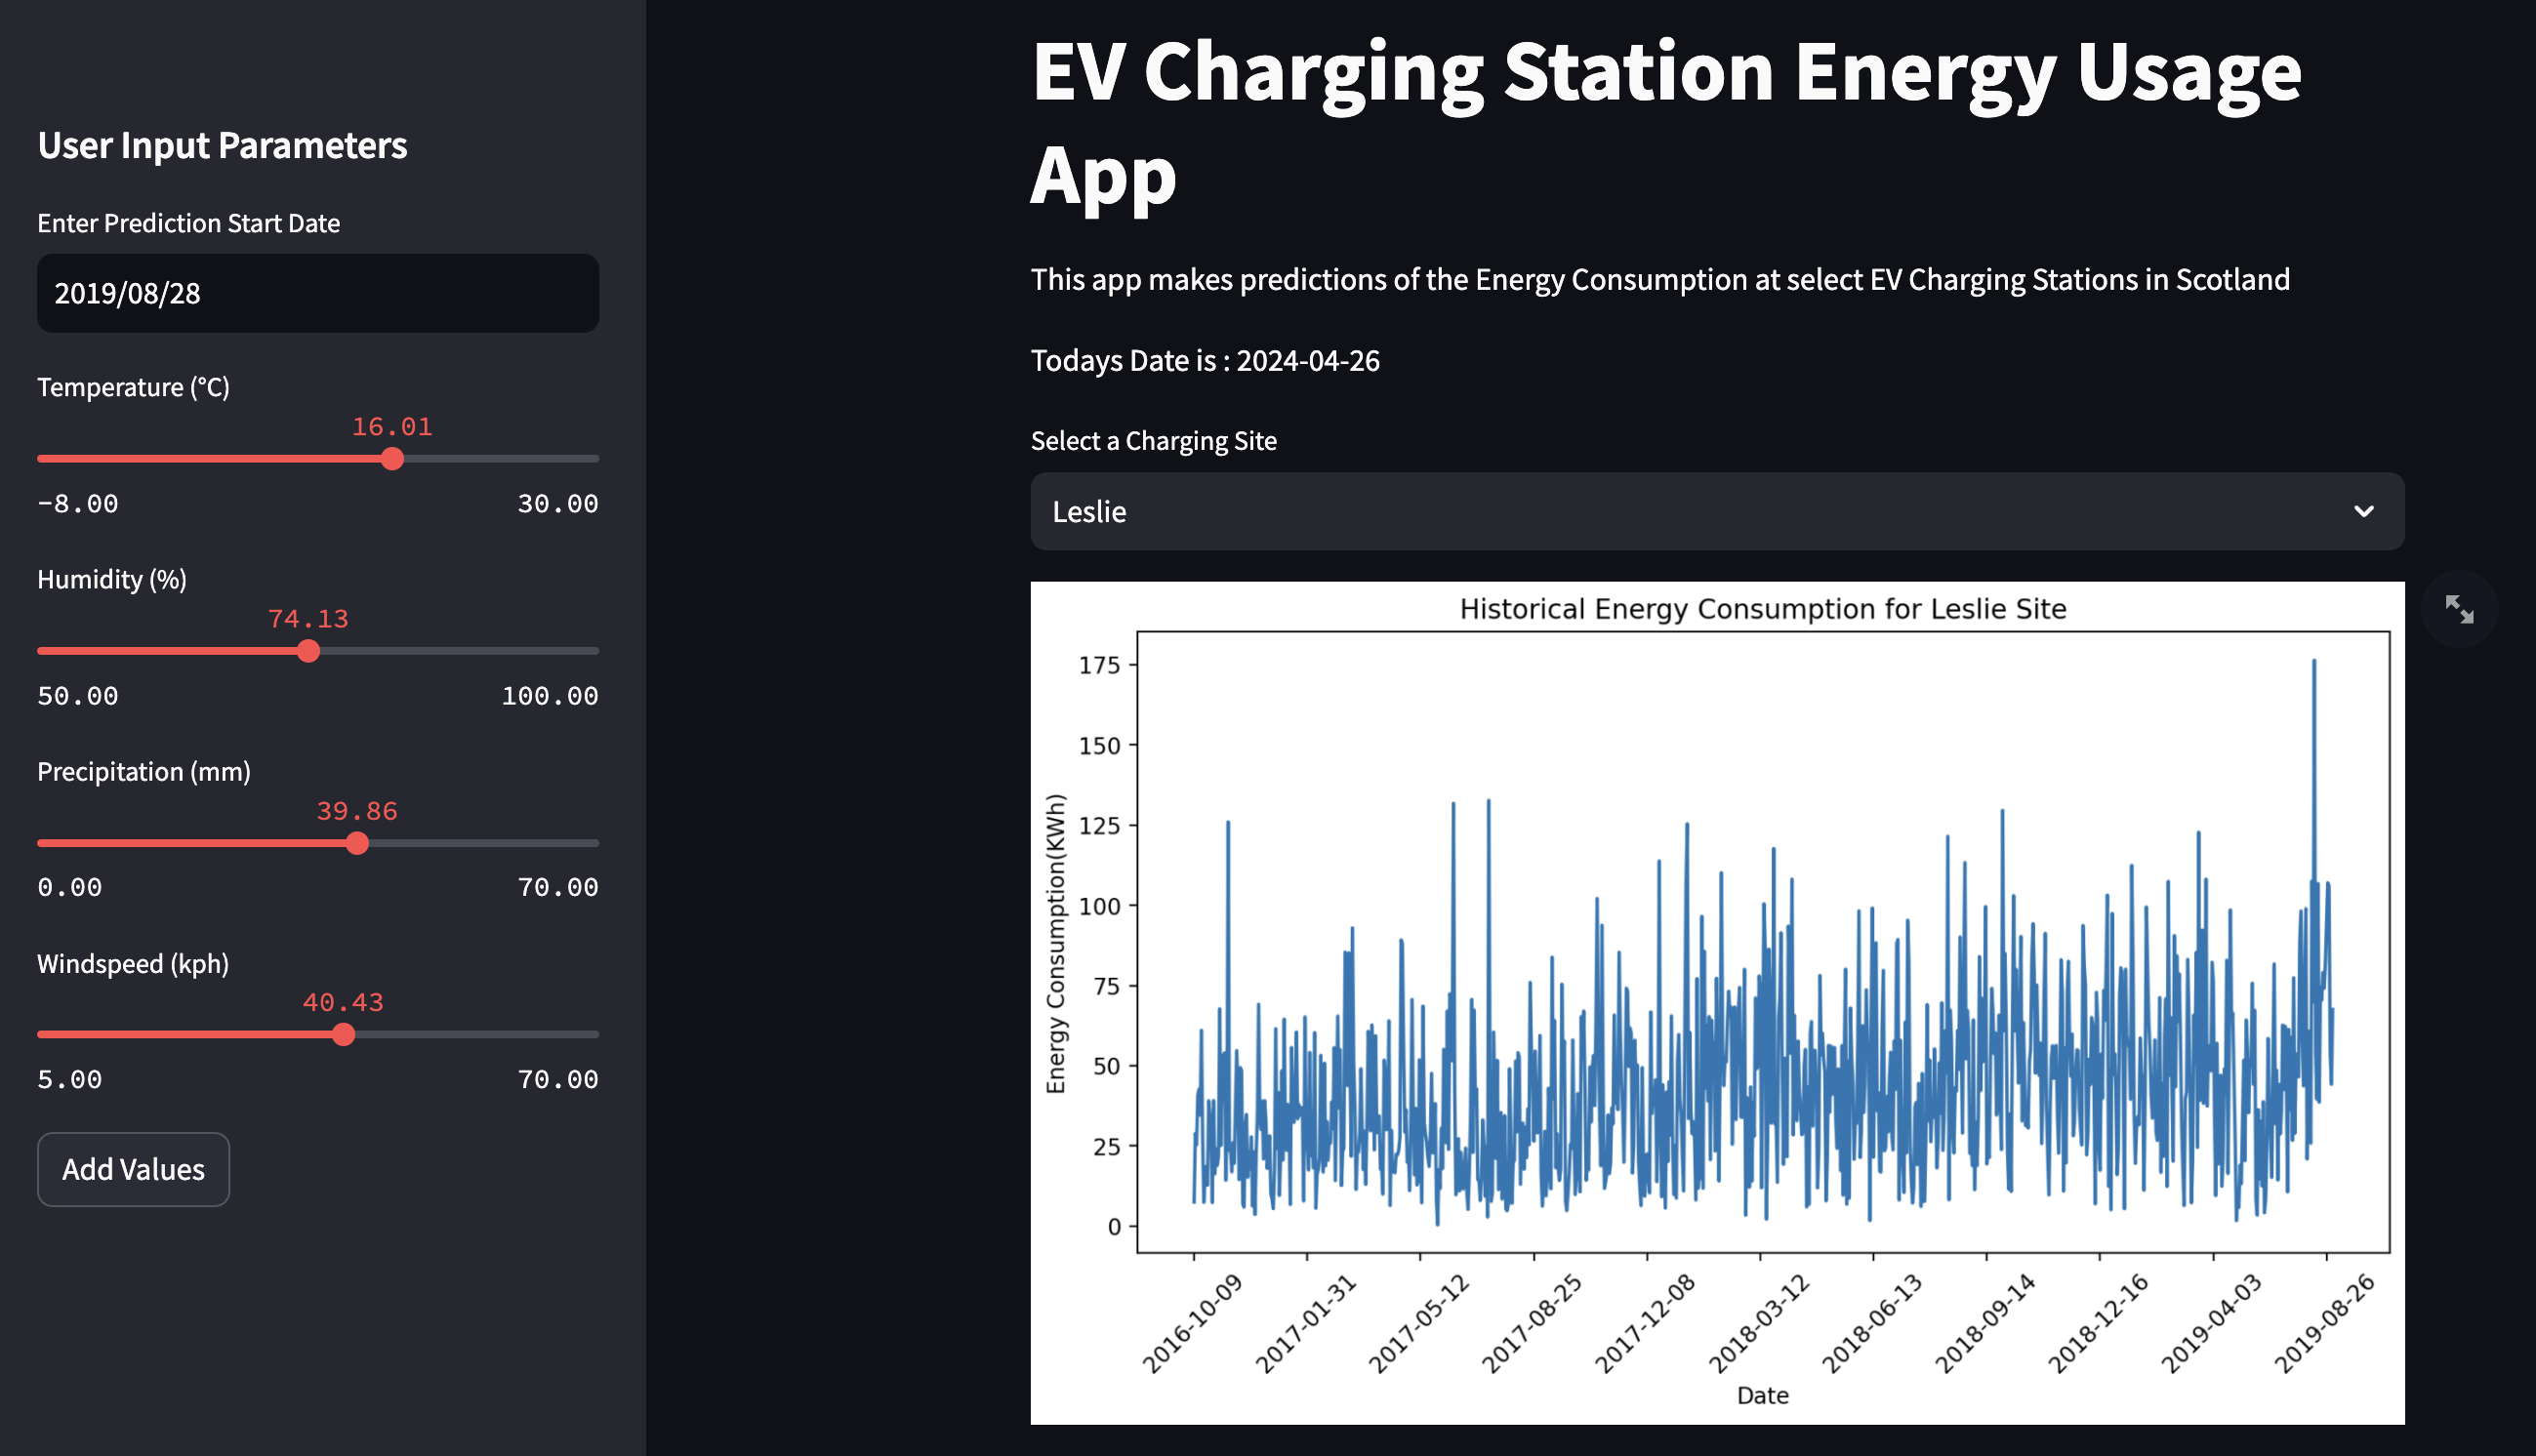 User Input Parameters
Enter Prediction Start Date
2019/08/28
Temperature (°C)
16.01
−8.00 30.00
Humidity (%)
74.13
50.00 100.00
Precipitation (mm)
39.86
0.00 70.00
Windspeed (kph)
40.43
5.00 70.00
Add Values
EV Charging Station Energy Usage
App
This app makes predictions of the Energy Consumption at select EV Charging Stations in Scotland
Todays Date is : 2024-04-26
Select a Charging Site
Leslie
Historical Energy Consumption for Leslie Site
175
150
125
100
75
50
25
0
Energy Consumption(KWh)
2016-10-09 2017-01-31 2017-05-12 2017-08-25 2017-12-08 2018-03-12 2018-06-13 2018-09-14 2018-12-16 2019-04-03 2019-08-26
Date